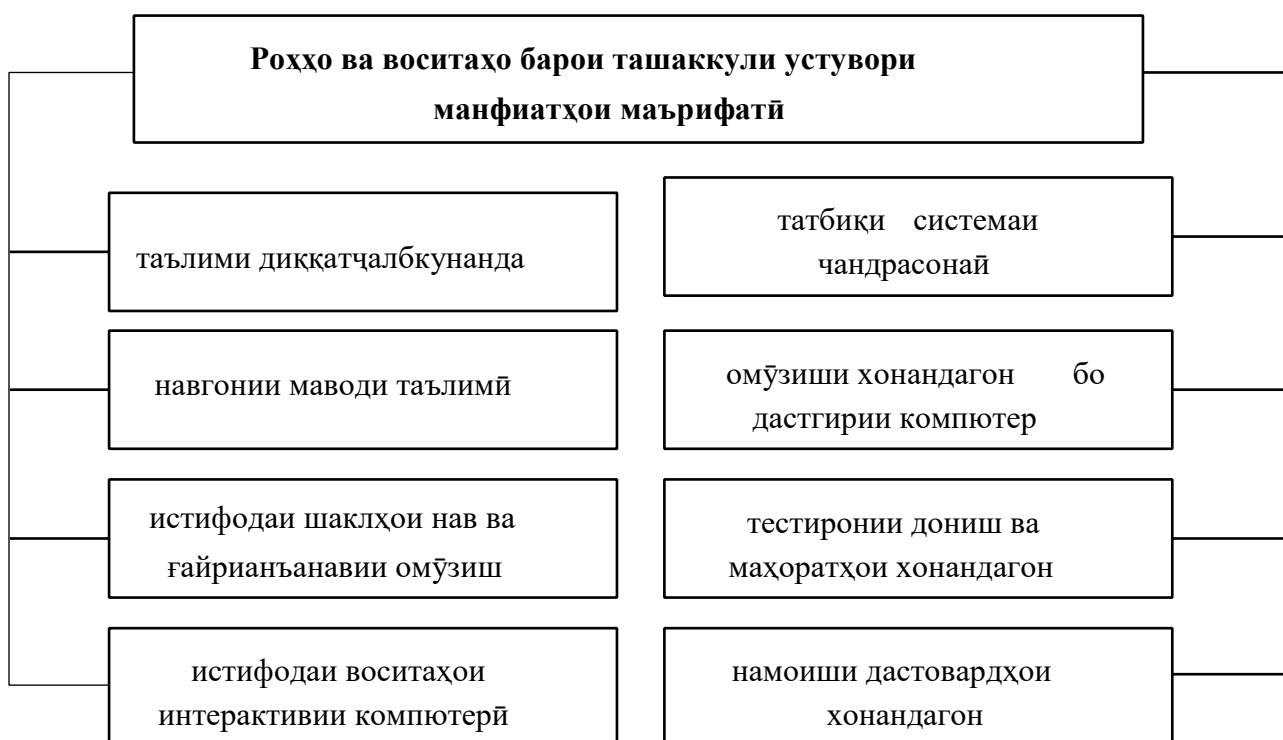 Роҳҳо ва воситаҳо барои ташаккули устувори
манфиатҳои маърифатӣ
таълими диққатҷалбкунанда
навгонии маводи таълимӣ
истифодаи шаклҳои нав ва
ғайрианъанавии омӯзиш
истифодаи воситаҳои
интерактивии компютерӣ
татбиқи системаи
чандрасонаӣ
омӯзиши хонандагон бо
дастгирии компютер
тестиронии дониш ва
маҳоратҳои хонандагон
намоиши дастовардҳои
хонандагон